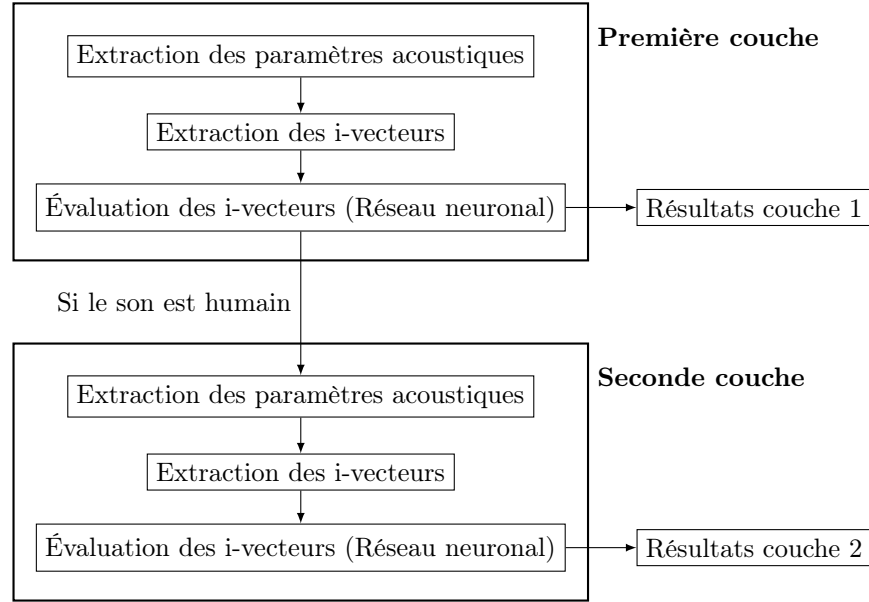 Première couche
Extraction des paramètres acoustiques
Extraction des i-vecteurs
Évaluation des i-vecteurs (Réseau neuronal)
Résultats couche 1
Si le son est humain
Seconde couche
Extraction des paramètres acoustiques
Extraction des i-vecteurs
Évaluation des i-vecteurs (Réseau neuronal)
Résultats couche 2